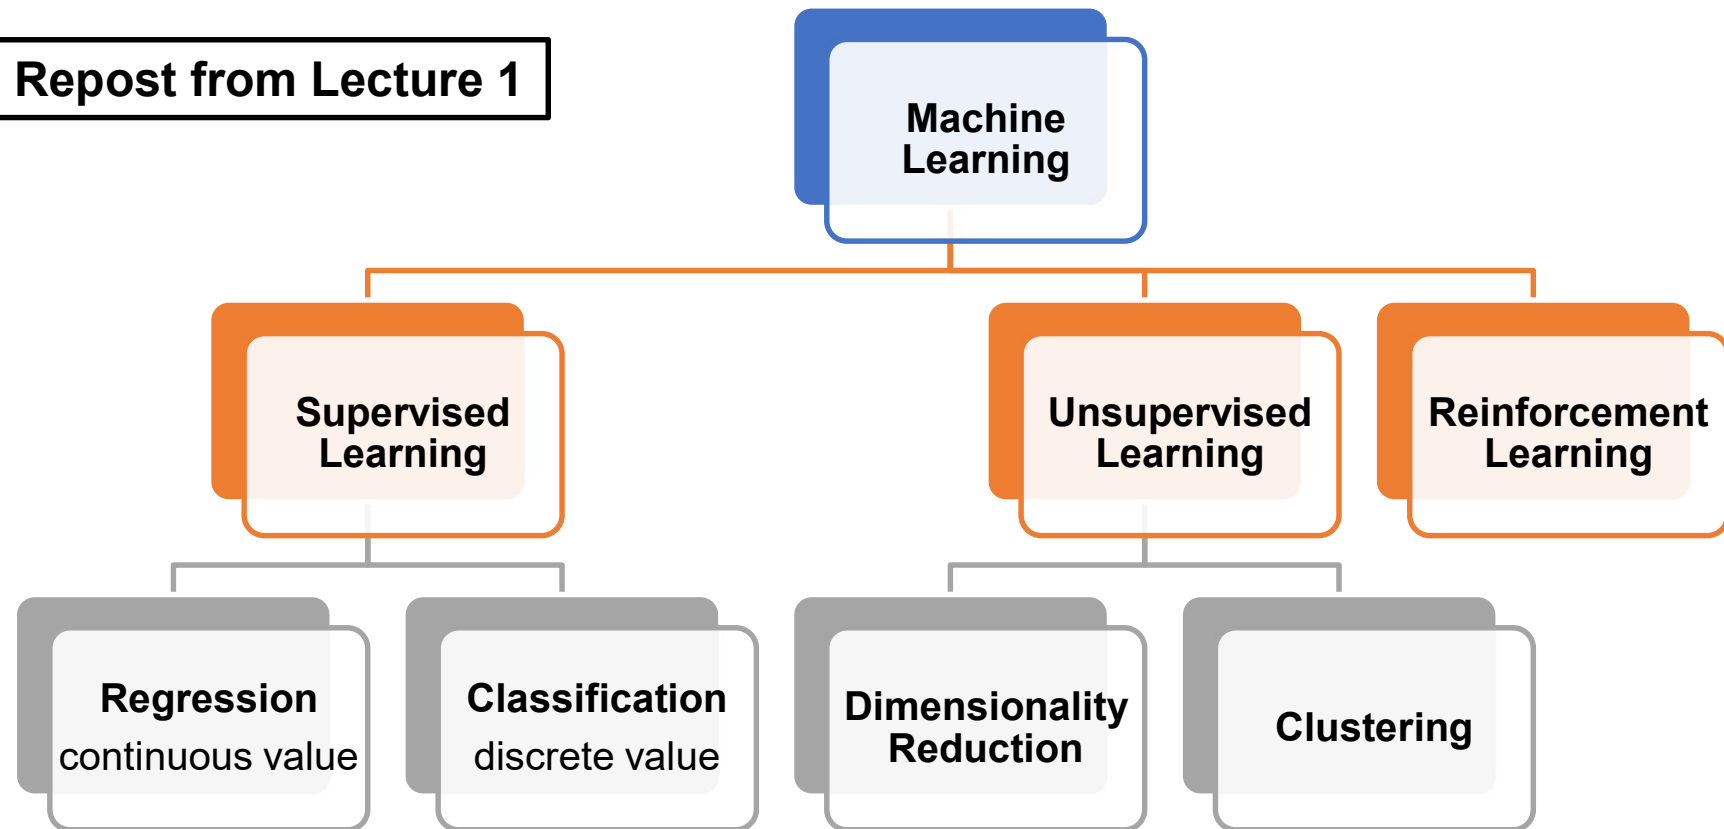 Repost from Lecture 1
Machine
Learning
Supervised
Learning
Unsupervised
Learning
Reinforcement
Learning
Regression
continuous value
Classification
discrete value
Dimensionality
Reduction
Clustering